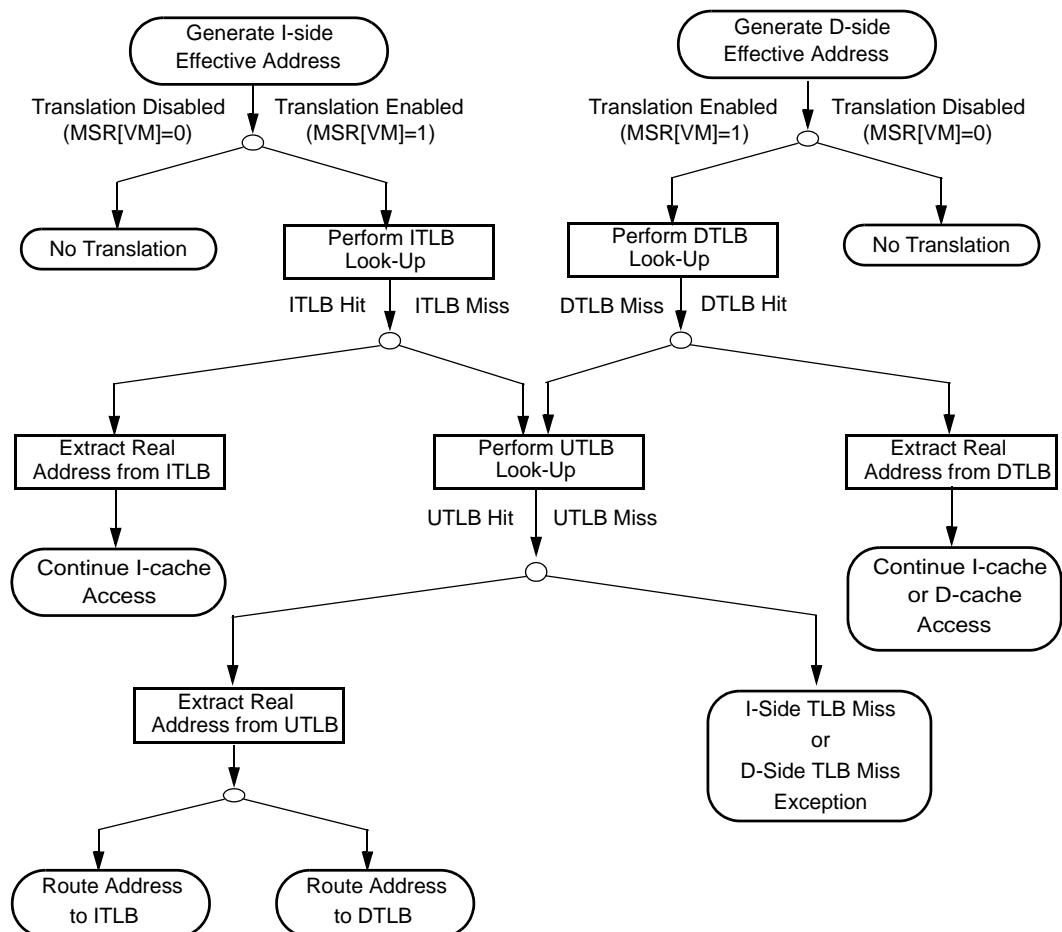 Generate I-side
Effective Address
Generate D-side
Effective Address
Translation Disabled
(MSR[VM]=0)
Translation Enabled
(MSR[VM]=1)
Translation Enabled
(MSR[VM]=1)
Translation Disabled
(MSR[VM]=0)
No Translation
Perform ITLB
Look-Up
Perform DTLB
Look-Up
No Translation
ITLB Hit
ITLB Miss
DTLB Miss
DTLB Hit
Extract Real
Address from ITLB
Perform UTLB
Look-Up
Extract Real
Address from DTLB
UTLB Hit
UTLB Miss
Continue I-cache
Access
Continue I-cache
or D-cache
Access
Extract Real
Address from UTLB
I-Side TLB Miss
or
D-Side TLB Miss
Exception
Route Address
to ITLB
Route Address
to DTLB